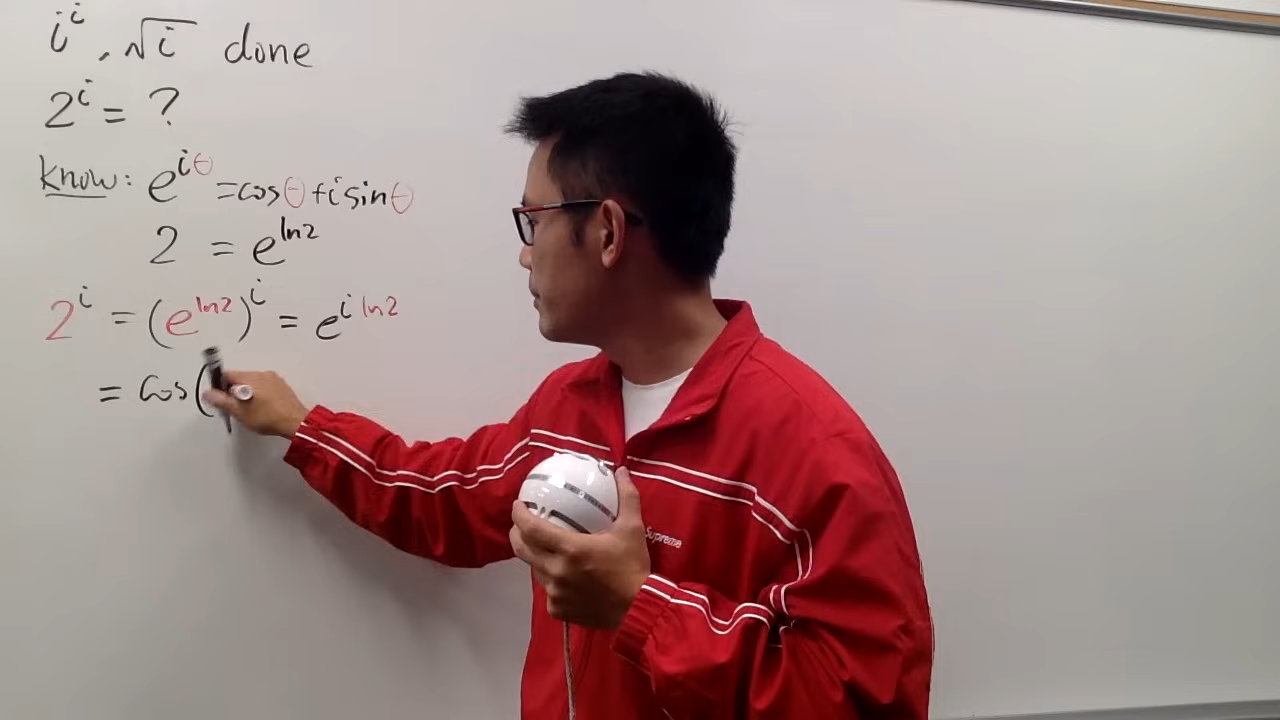 i^i, √i done
2^i = ?
Know: e^{iθ} = cosθ + i sinθ
2 = e^{ln2}
2^i = (e^{ln2})^i = e^{i ln2}
= cos(
Supreme